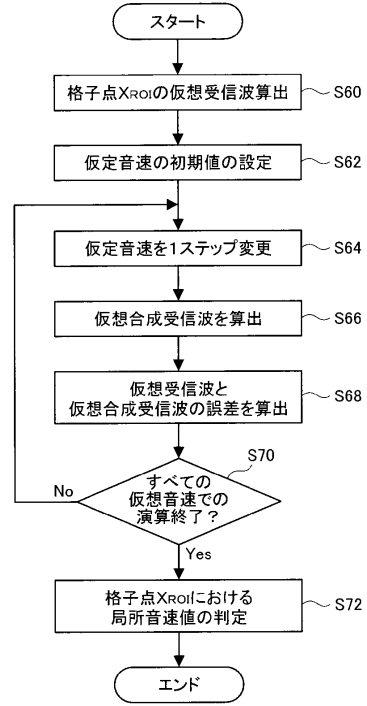 スタート
格子点XROIの仮想受信波算出
S60
仮定音速の初期値の設定
S62
仮定音速を1ステップ変更
S64
仮想合成受信波を算出
S66
仮想受信波と
仮想合成受信波の誤差を算出
S68
S70
すべての
仮想音速での
演算終了？
No
Yes
格子点XROIにおける
局所音速値の判定
S72
エンド